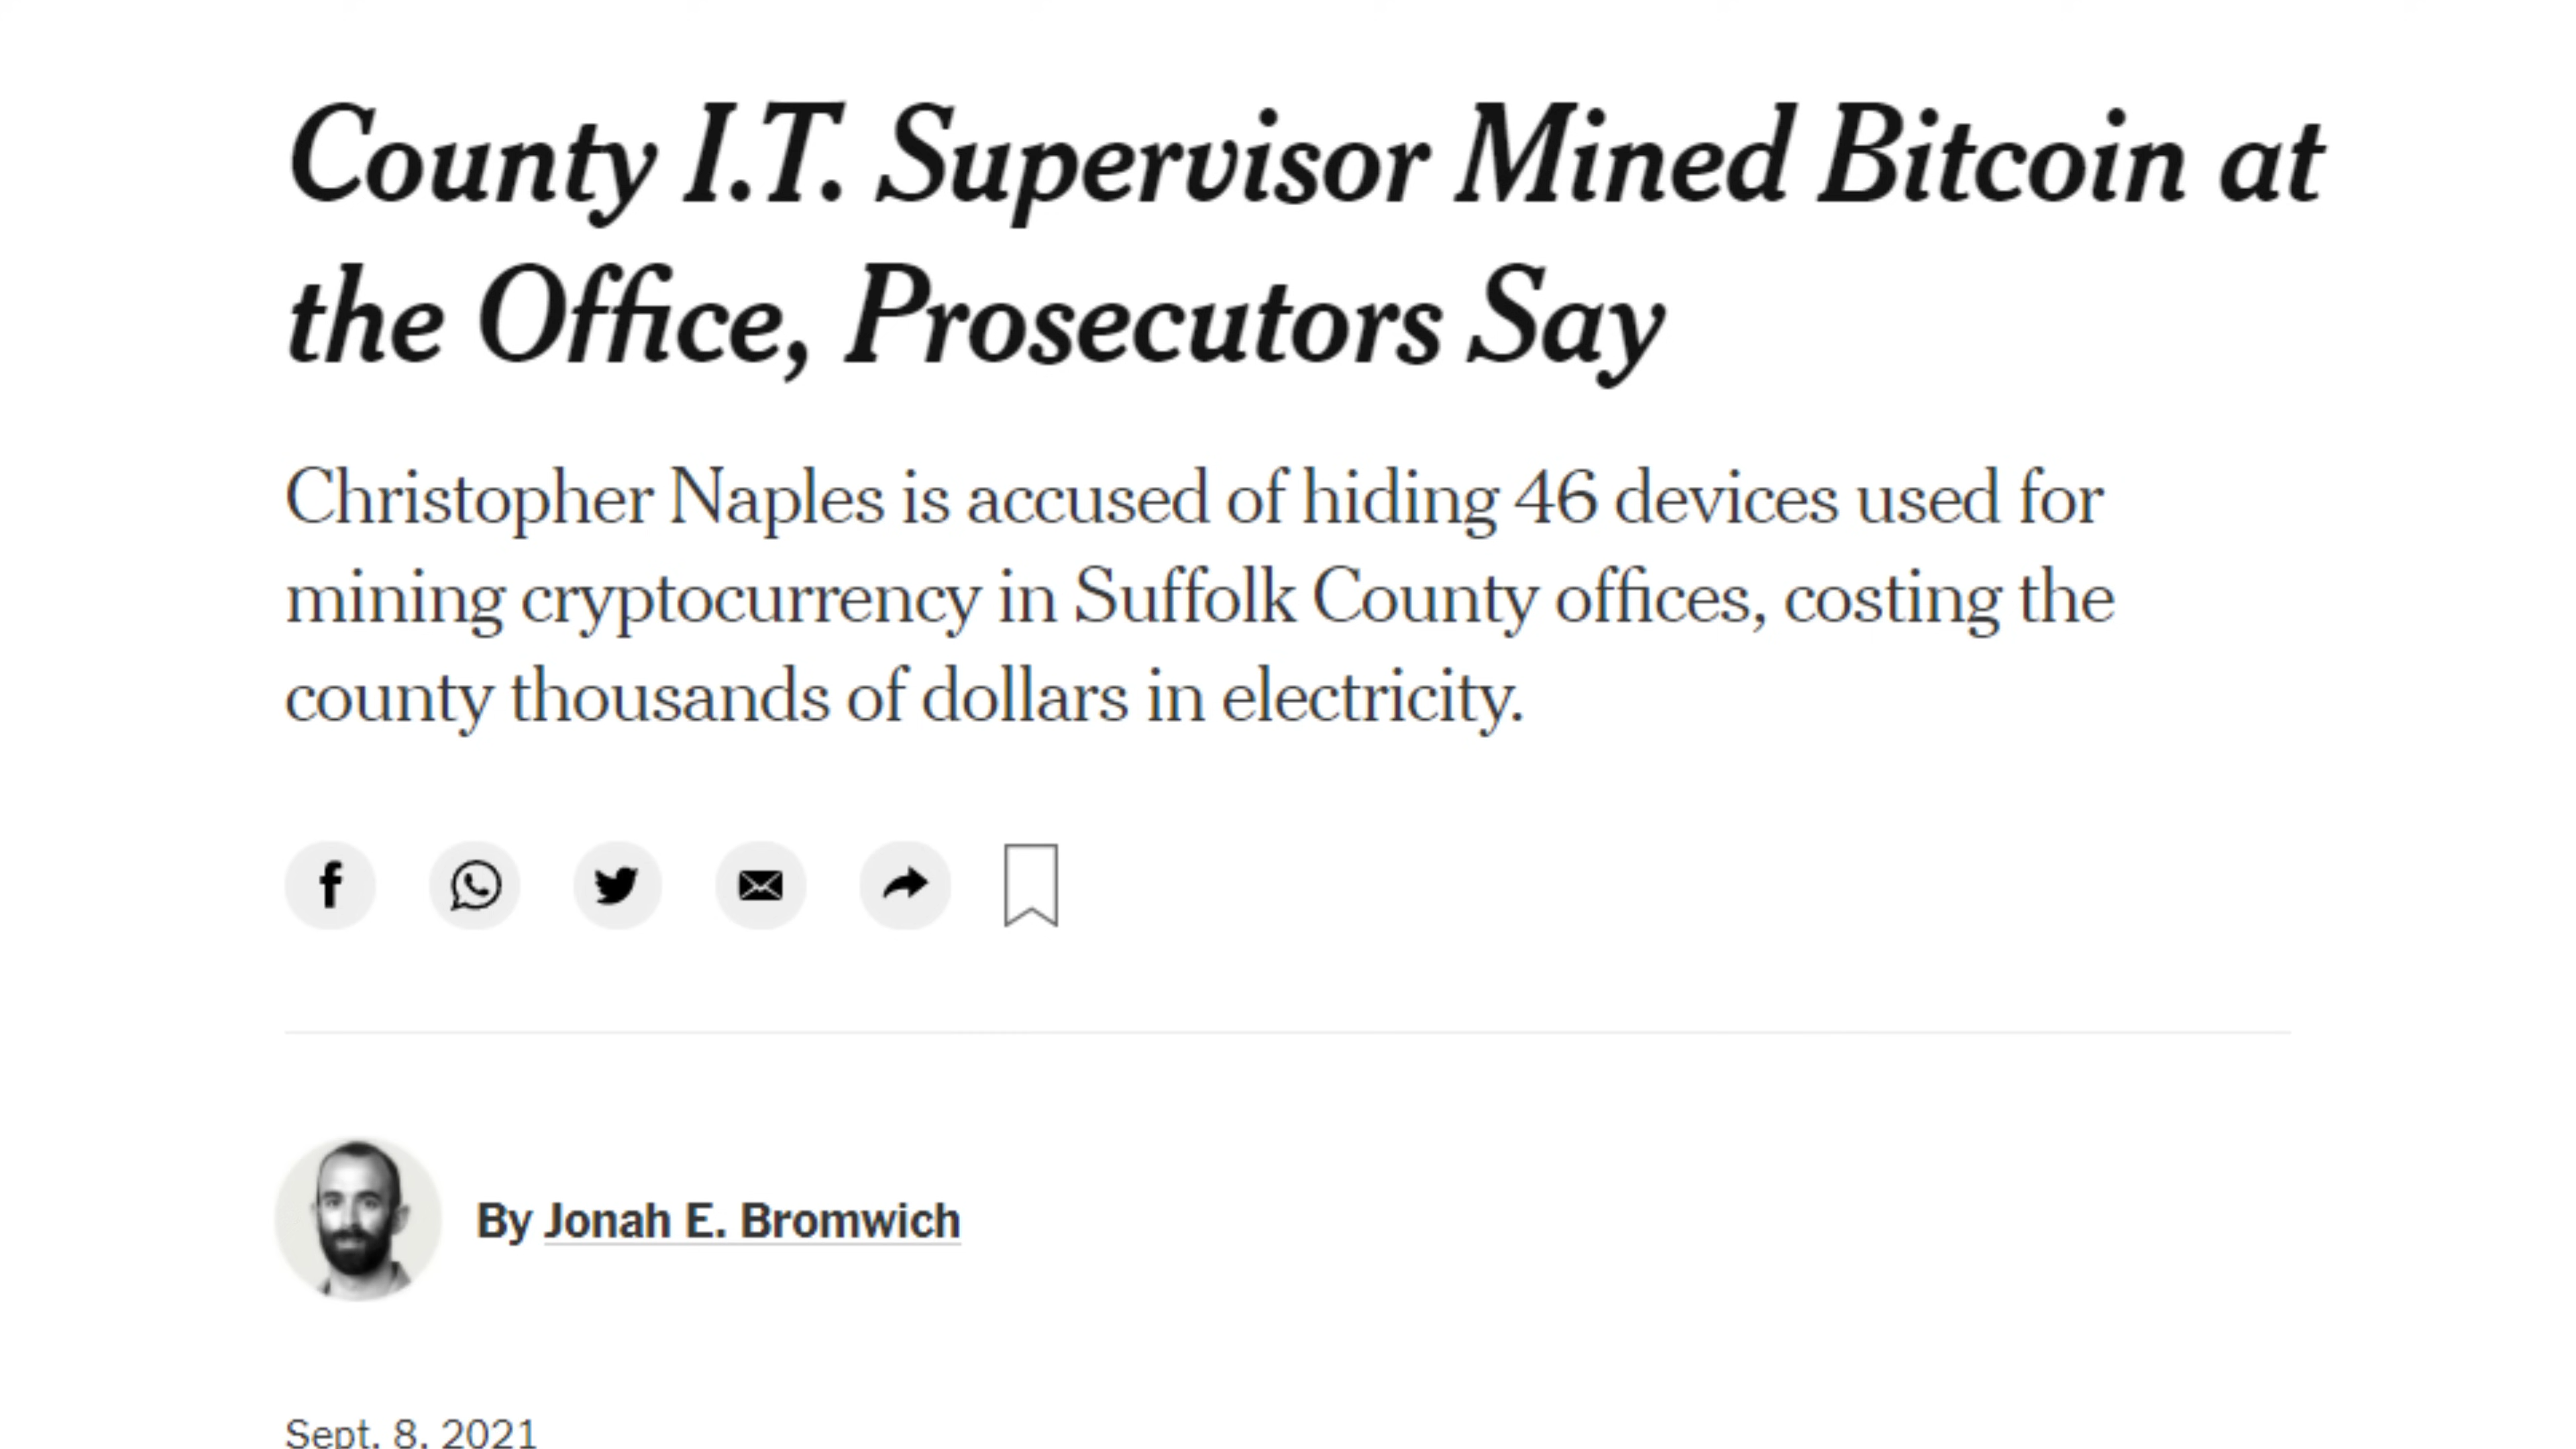 County I.T. Supervisor Mined Bitcoin at
the Office, Prosecutors Say
Christopher Naples is accused of hiding 46 devices used for
mining cryptocurrency in Suffolk County offices, costing the
county thousands of dollars in electricity.
By Jonah E. Bromwich
Sept. 8, 2021